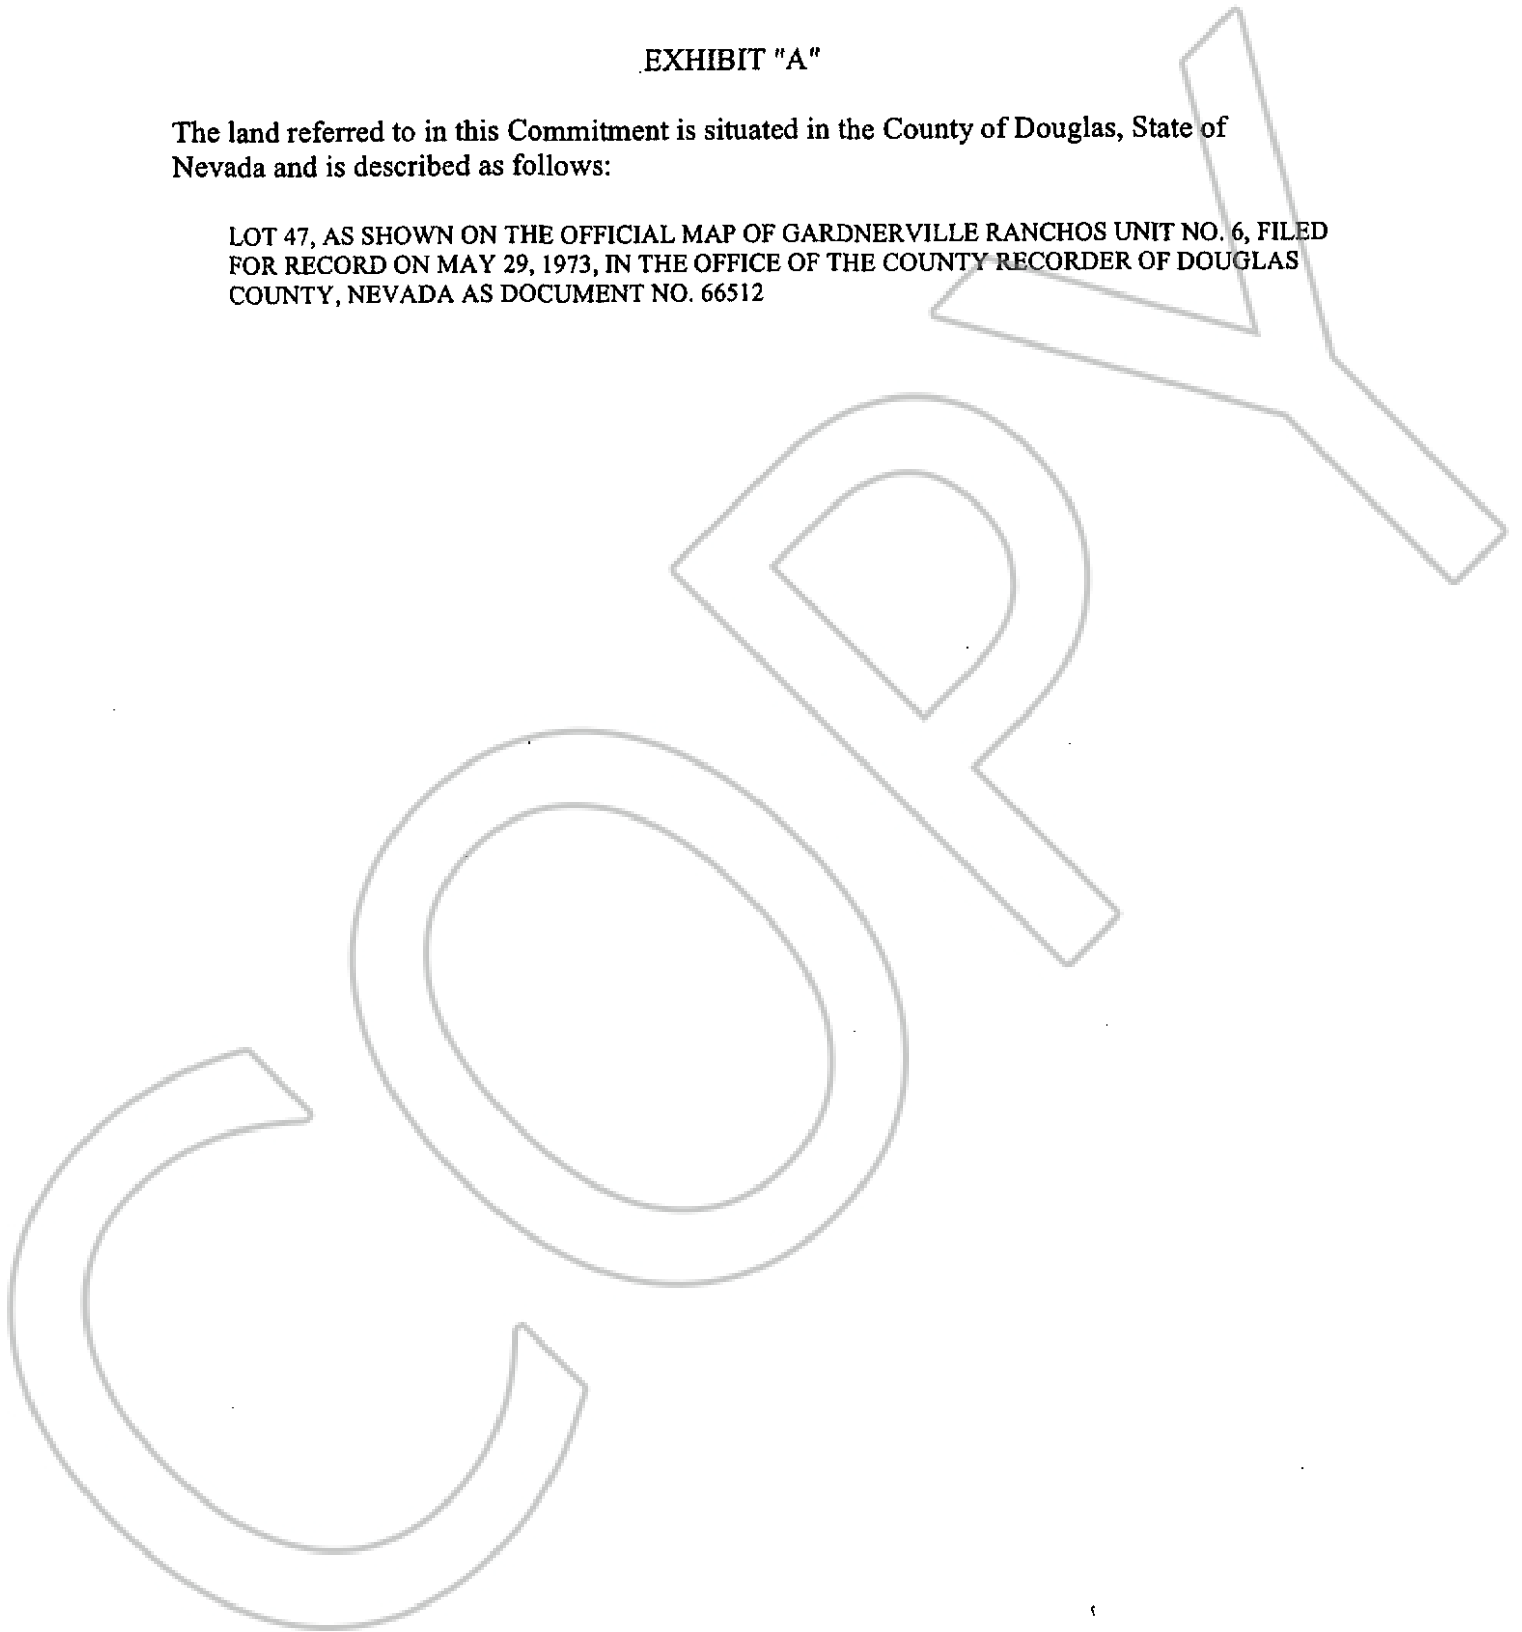 EXHIBIT "A"
The land referred to in this Commitment is situated in the County of Douglas, State of
Nevada and is described as follows:
LOT 47, AS SHOWN ON THE OFFICIAL MAP OF GARDNERVILLE RANCHOS UNIT NO. 6, FILED
FOR RECORD ON MAY 29, 1973, IN THE OFFICE OF THE COUNTY RECORDER OF DOUGLAS
COUNTY, NEVADA AS DOCUMENT NO. 66512
COPY